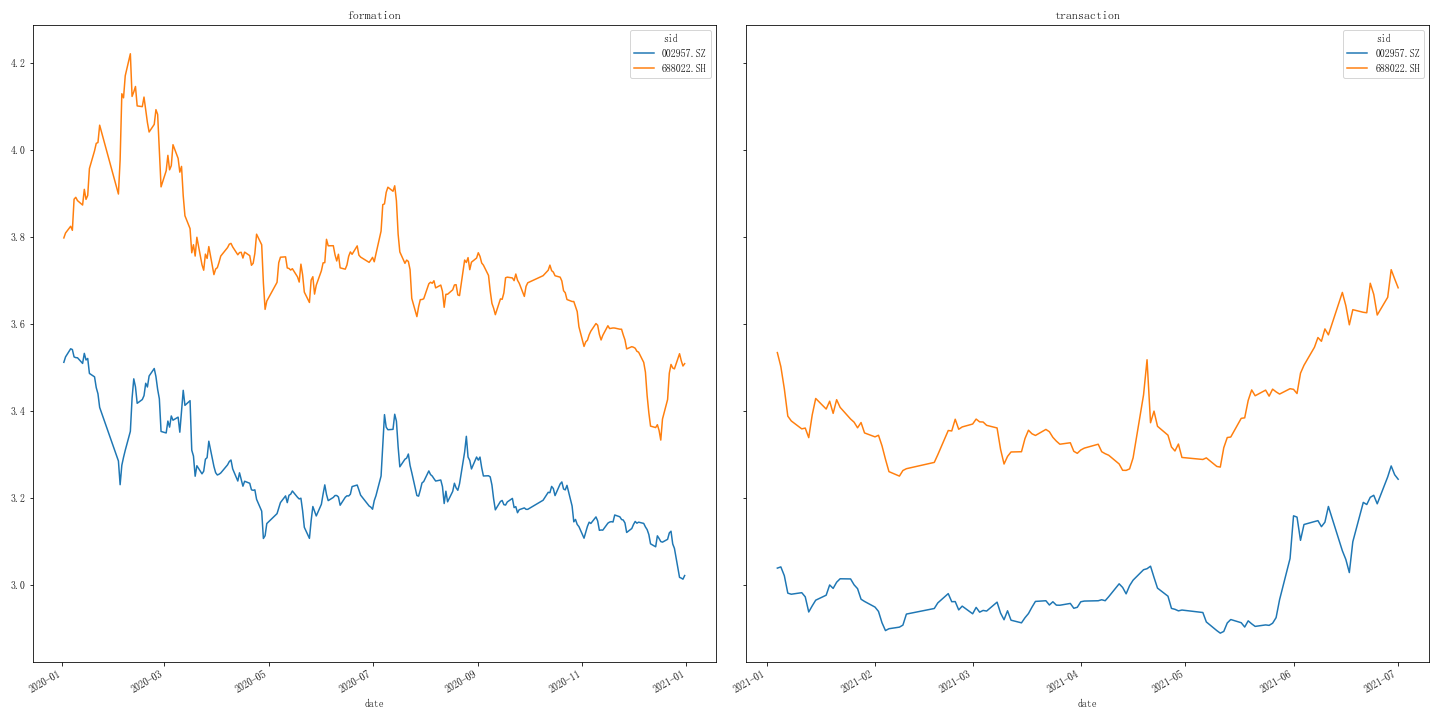 formation
sid
002957.SZ
688022.SH
4.2
4.0
3.8
3.6
3.4
3.2
3.0
2020-01
2020-03
2020-05
2020-07
2020-09
2020-11
2021-01
date
transaction
sid
002957.SZ
688022.SH
2021-01
2021-02
2021-03
2021-04
2021-05
2021-06
2021-07
date